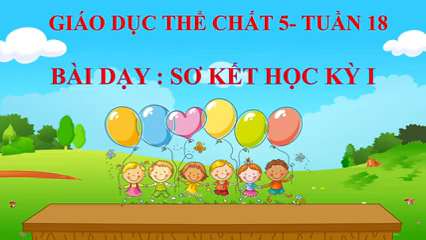 GIÁO DỤC THỂ CHẤT 5- TUẦN 18
BÀI DẠY : SƠ KẾT HỌC KỲ I